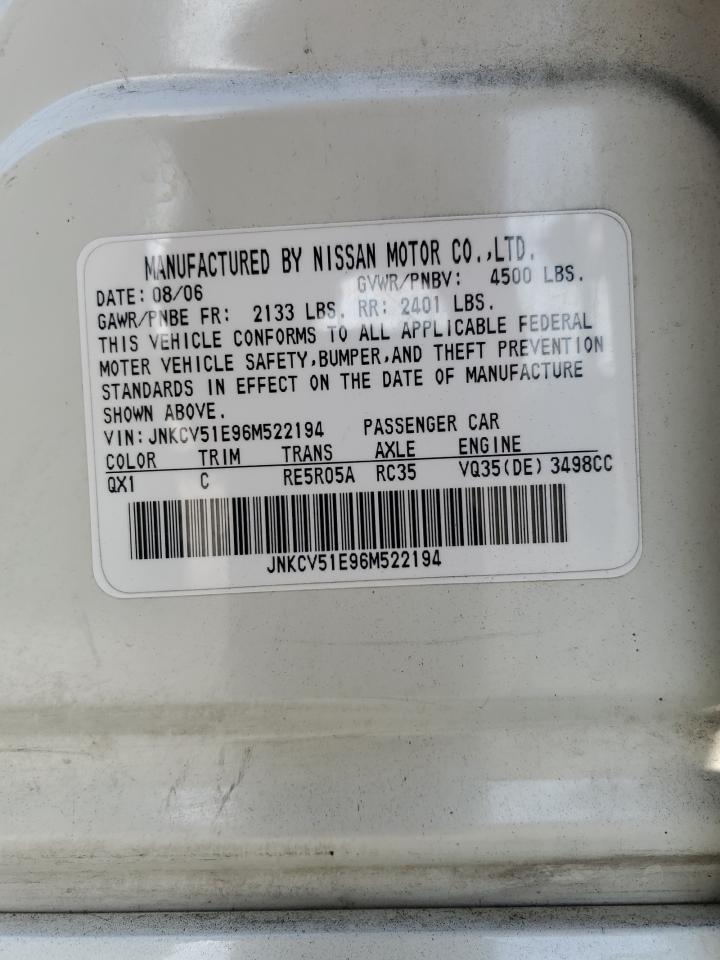 MANUFACTURED BY NISSAN MOTOR CO.,LTD.
DATE: 08/06 GVWR/PNBV: 4500 LBS.
GAWR/PNBE FR: 2133 LBS. RR: 2401 LBS.
THIS VEHICLE CONFORMS TO ALL APPLICABLE FEDERAL
MOTER VEHICLE SAFETY,BUMPER,AND THEFT PREVENTION
STANDARDS IN EFFECT ON THE DATE OF MANUFACTURE
SHOWN ABOVE.
VIN:JNKCV51E96M522194 PASSENGER CAR
COLOR TRIM TRANS AXLE ENGINE
QX1 C RE5R05A RC35 VQ35(DE) 3498CC
JNKCV51E96M522194